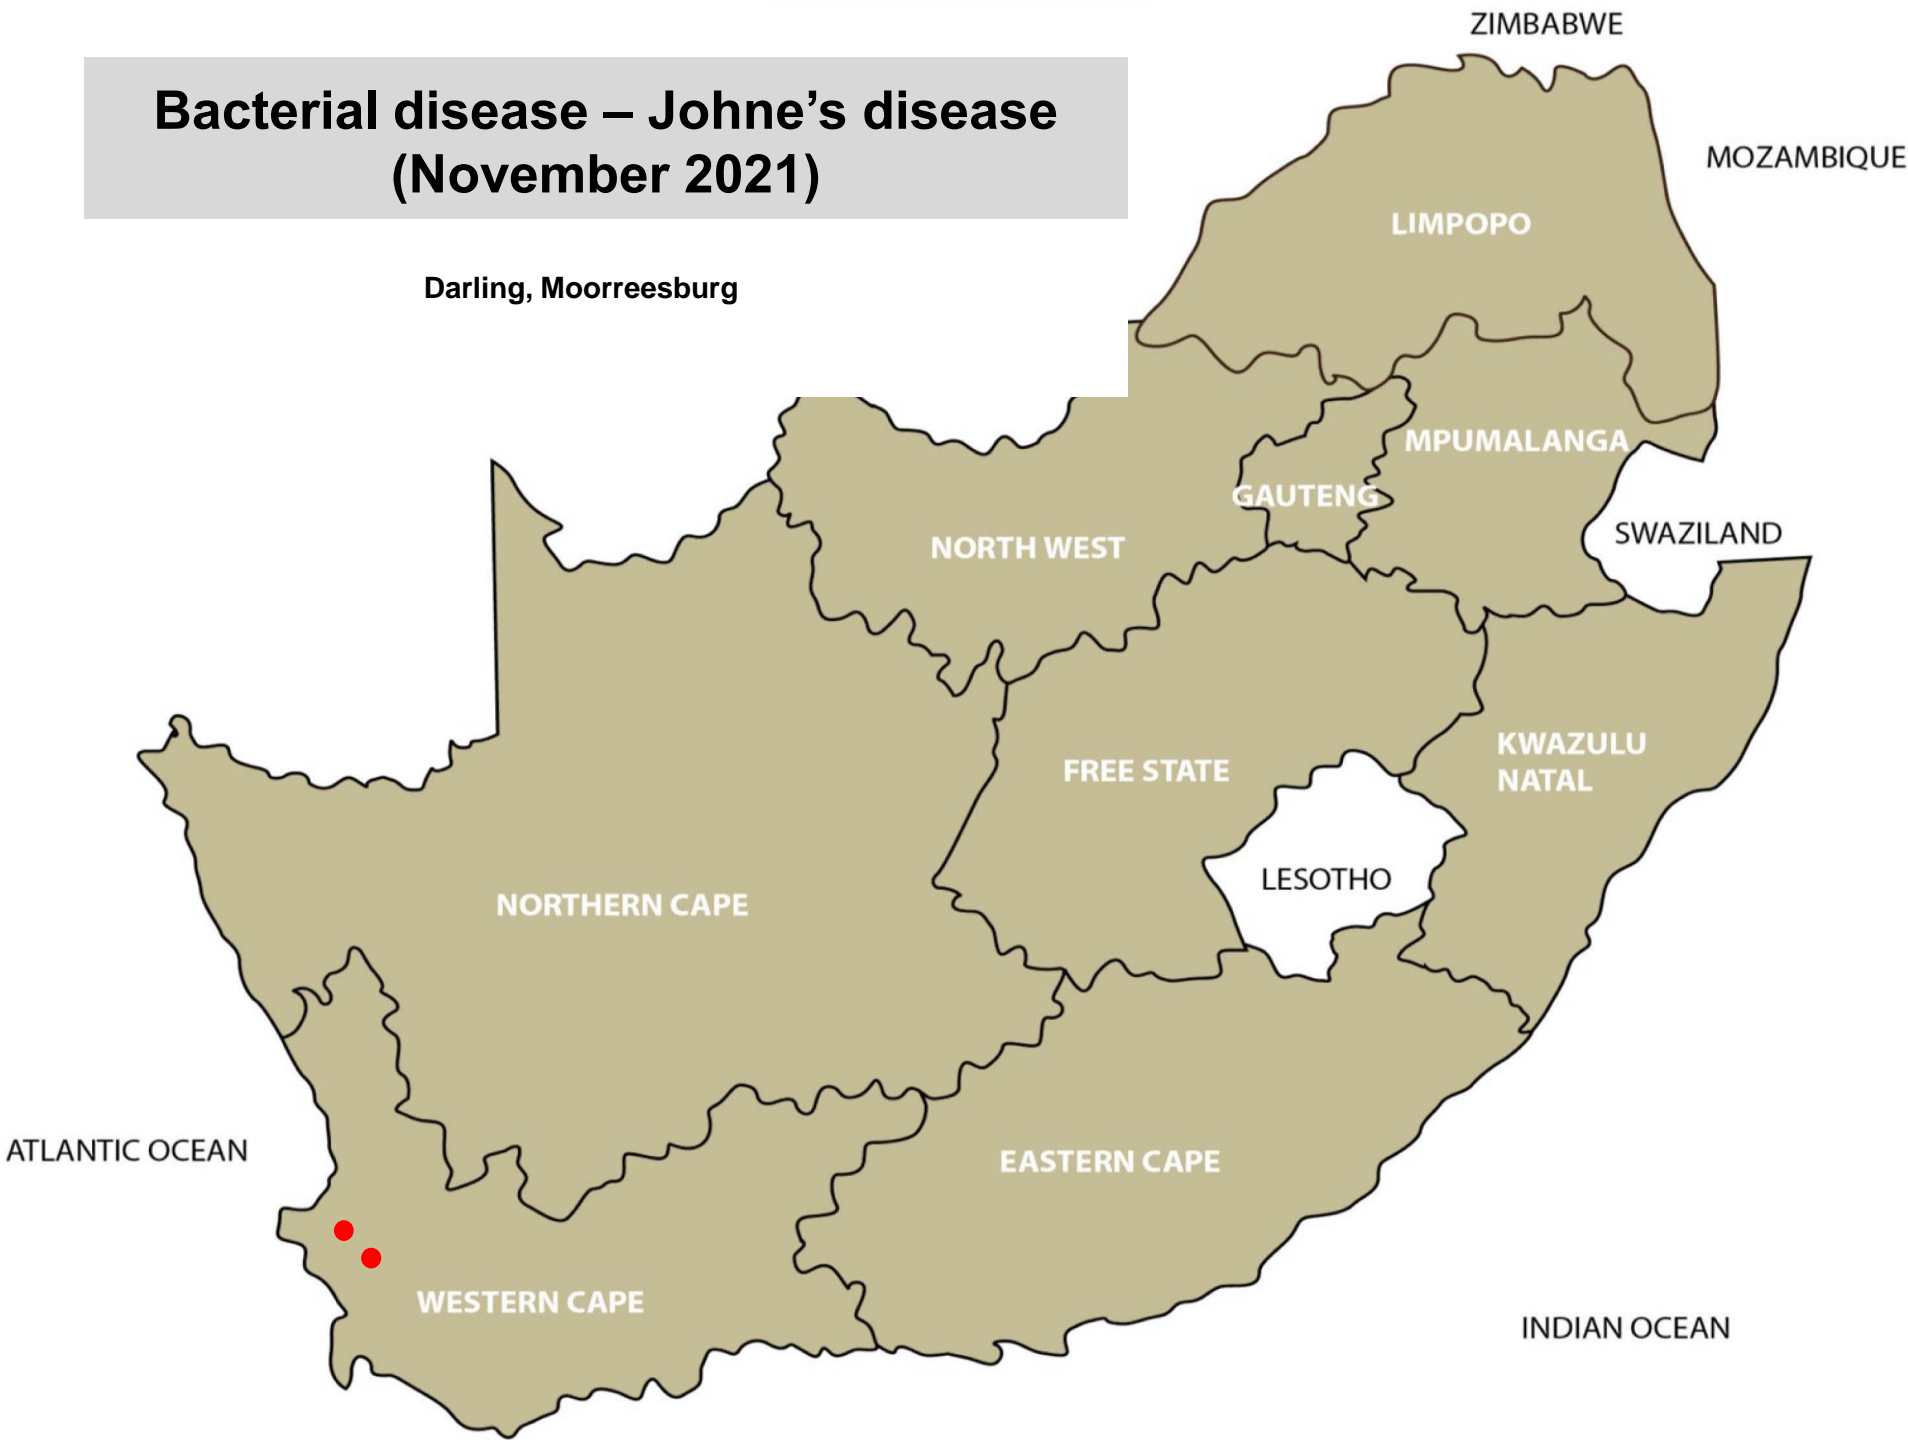 ZIMBABWE
Bacterial disease – Johne’s disease
(November 2021)
MOZAMBIQUE
LIMPOPO
Darling, Moorreesburg
MPUMALANGA
GAUTENG
SWAZILAND
NORTH WEST
KWAZULU
NATAL
FREE STATE
LESOTHO
NORTHERN CAPE
ATLANTIC OCEAN
EASTERN CAPE
WESTERN CAPE
INDIAN OCEAN